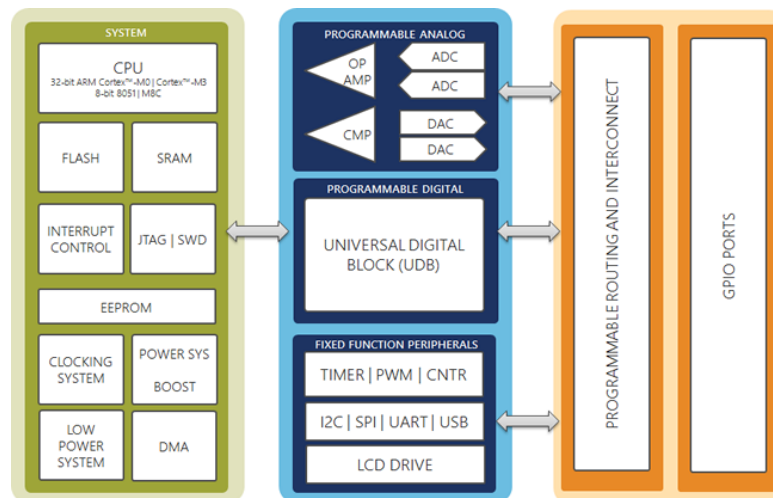 SYSTEM
CPU
32-bit ARM Cortex™-M0 | Cortex™-M3
8-bit 8051 | M8C
FLASH
SRAM
INTERRUPT
CONTROL
JTAG | SWD
EEPROM
CLOCKING
SYSTEM
POWER SYS
BOOST
LOW
POWER
SYSTEM
DMA
PROGRAMMABLE ANALOG
OP
AMP
ADC
ADC
CMP
DAC
DAC
PROGRAMMABLE DIGITAL
UNIVERSAL DIGITAL
BLOCK (UDB)
FIXED FUNCTION PERIPHERALS
TIMER | PWM | CNTR
I2C | SPI | UART | USB
LCD DRIVE
PROGRAMMABLE ROUTING AND INTERCONNECT
GPIO PORTS